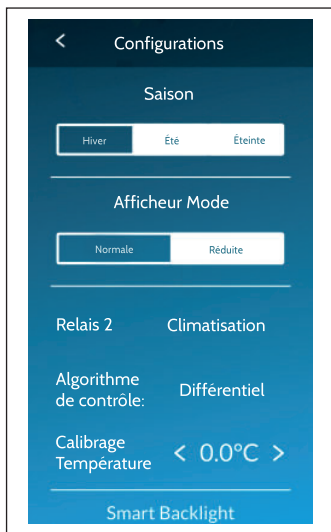 < Configurations
Saison
Hiver Été Éteinte
Afficheur Mode
Normale Réduite
Relais 2 Climatisation
Algorithme
de contrôle: Différentiel
Calibrage
Température < 0.0°C >
Smart Backlight